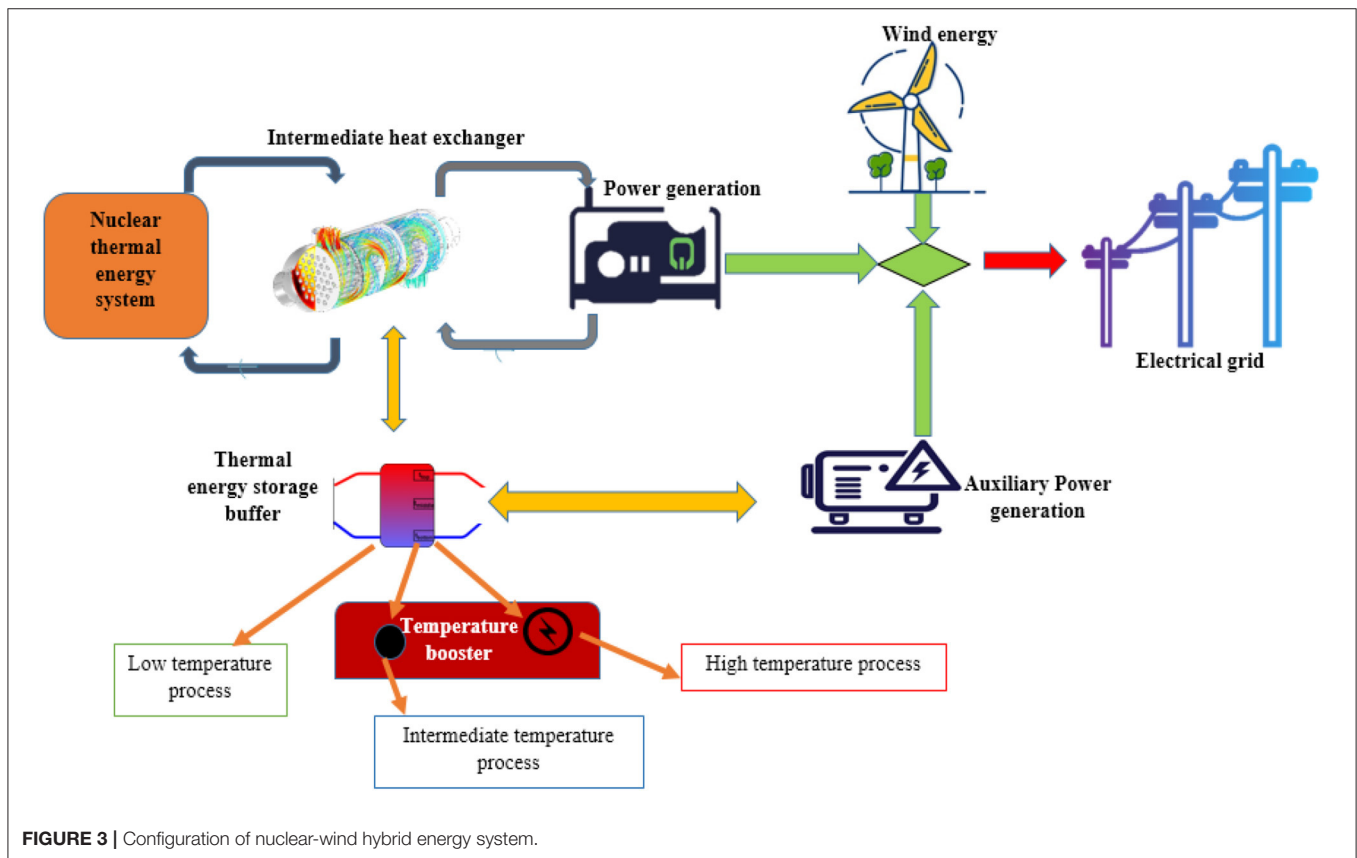 Wind energy
Intermediate heat exchanger
Power generation
Nuclear
thermal
energy
system
Electrical grid
Thermal
energy storage
buffer
Auxiliary Power
generation
Temperature
booster
Low temperature
process
High temperature process
Intermediate temperature
process
FIGURE 3 | Configuration of nuclear-wind hybrid energy system.